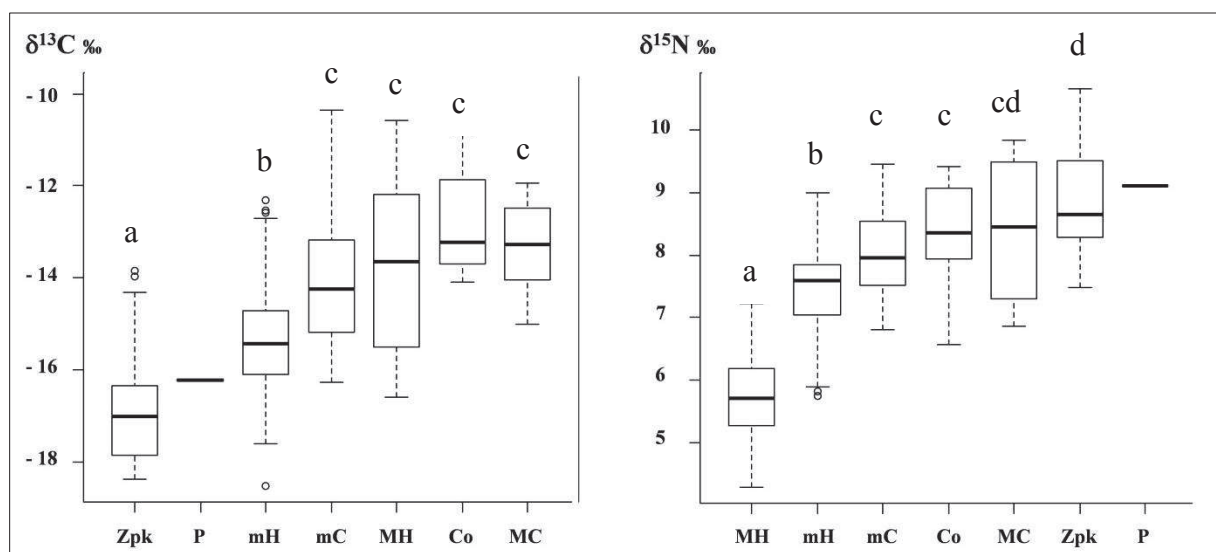 δ¹³C ‰
- 10
- 12
- 14
- 16
- 18
a
b
c
c
c
c
Zpk P mH mC MH Co MC
δ¹⁵N ‰
10
9
8
7
6
5
a
b
c
c
cd
d
MH mH mC Co MC Zpk P